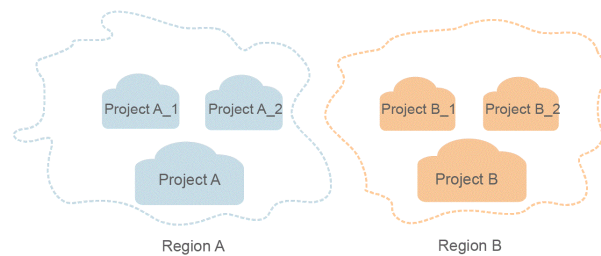 Project A_1
Project A_2
Project A
Region A
Project B_1
Project B_2
Project B
Region B